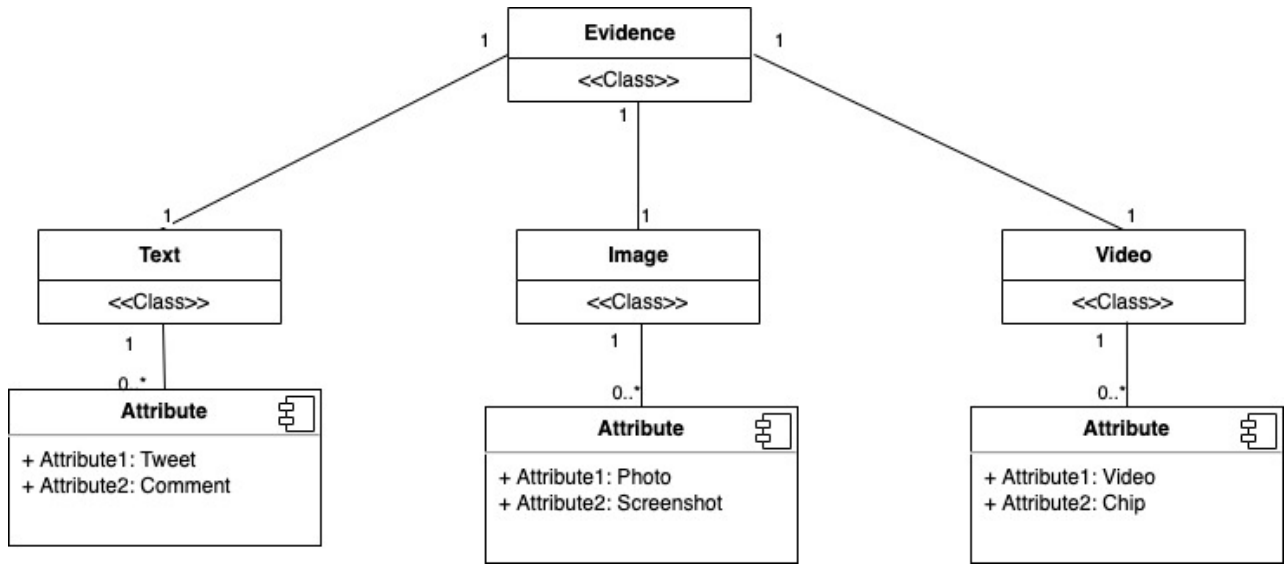 Evidence
<<Class>>
1
1
1
1
1
1
Text
<<Class>>
Image
<<Class>>
Video
<<Class>>
1
1
1
0..*
0..*
0..*
Attribute
+ Attribute1: Tweet
+ Attribute2: Comment
Attribute
+ Attribute1: Photo
+ Attribute2: Screenshot
Attribute
+ Attribute1: Video
+ Attribute2: Chip